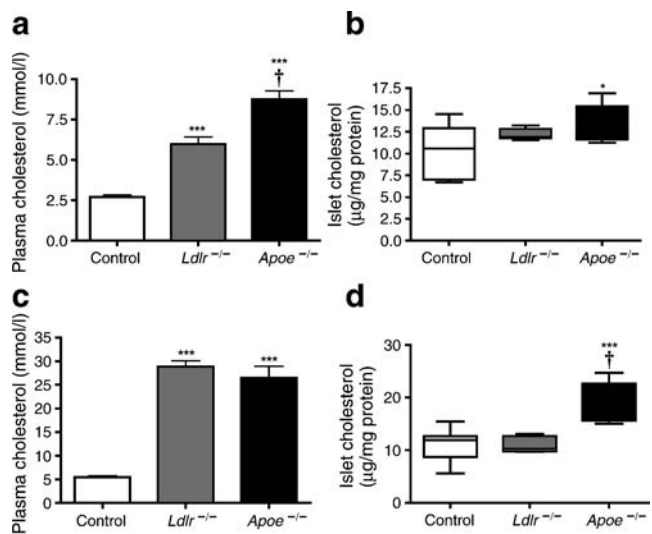 a
Plasma cholesterol (mmol/l)
10.0
7.5
5.0
2.5
0.0
***
***
†
Control
Ldlr −/−
Apoe −/−
b
Islet cholesterol
(µg/mg protein)
17.5
15.0
12.5
10.0
7.5
5.0
2.5
0.0
*
Control
Ldlr −/−
Apoe −/−
c
Plasma cholesterol (mmol/l)
35
30
25
20
15
10
5
0
***
***
Control
Ldlr −/−
Apoe −/−
d
Islet cholesterol
(µg/mg protein)
30
20
10
0
***
†
Control
Ldlr −/−
Apoe −/−